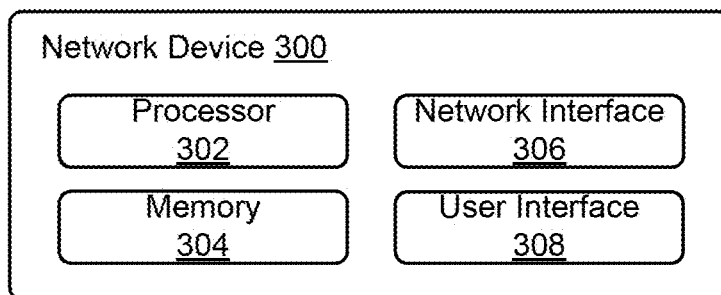 Network Device 300
Processor
302
Network Interface
306
Memory
304
User Interface
308